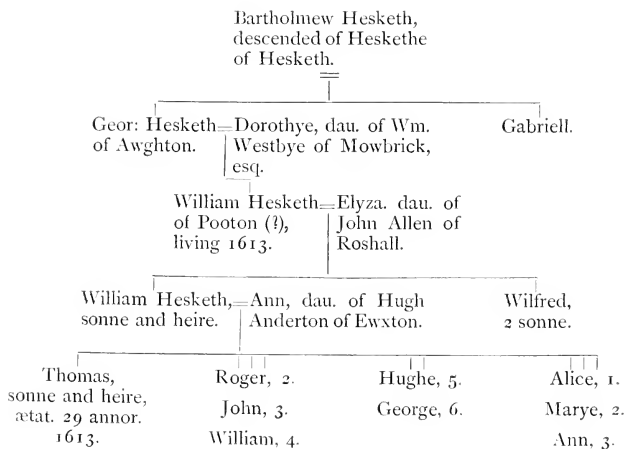 Bartholmew Hesketh,
descended of Heskethe
of Hesketh.
Geor: Hesketh=Dorothye, dau. of Wm.
of Awghton. Westbye of Mowbrick,
esq.
Gabriell.
William Hesketh=Elyza. dau. of
of Pooton (?), John Allen of
living 1613. Roshall.
William Hesketh,=Ann, dau. of Hugh
sonne and heire. Anderton of Ewxton.
Wilfred,
2 sonne.
Thomas,
sonne and heire,
ætat. 29 annor.
1613.
Roger, 2.
John, 3.
William, 4.
Hughe, 5.
George, 6.
Alice, 1.
Marye, 2.
Ann, 3.